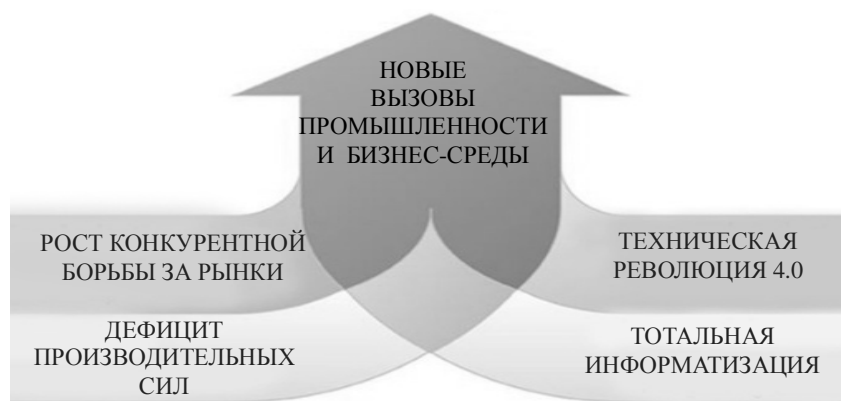 НОВЫЕ
ВЫЗОВЫ
ПРОМЫШЛЕННОСТИ
И БИЗНЕС-СРЕДЫ
РОСТ КОНКУРЕНТНОЙ
БОРЬБЫ ЗА РЫНКИ
ТЕХНИЧЕСКАЯ
РЕВОЛЮЦИЯ 4.0
ДЕФИЦИТ
ПРОИЗВОДИТЕЛЬНЫХ
СИЛ
ТОТАЛЬНАЯ
ИНФОРМАТИЗАЦИЯ